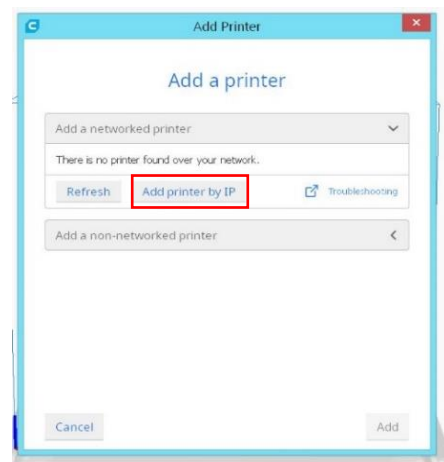 Add Printer
Add a printer
Add a networked printer
There is no printer found over your network.
Refresh Add printer by IP Troubleshooting
Add a non-networked printer
Cancel Add